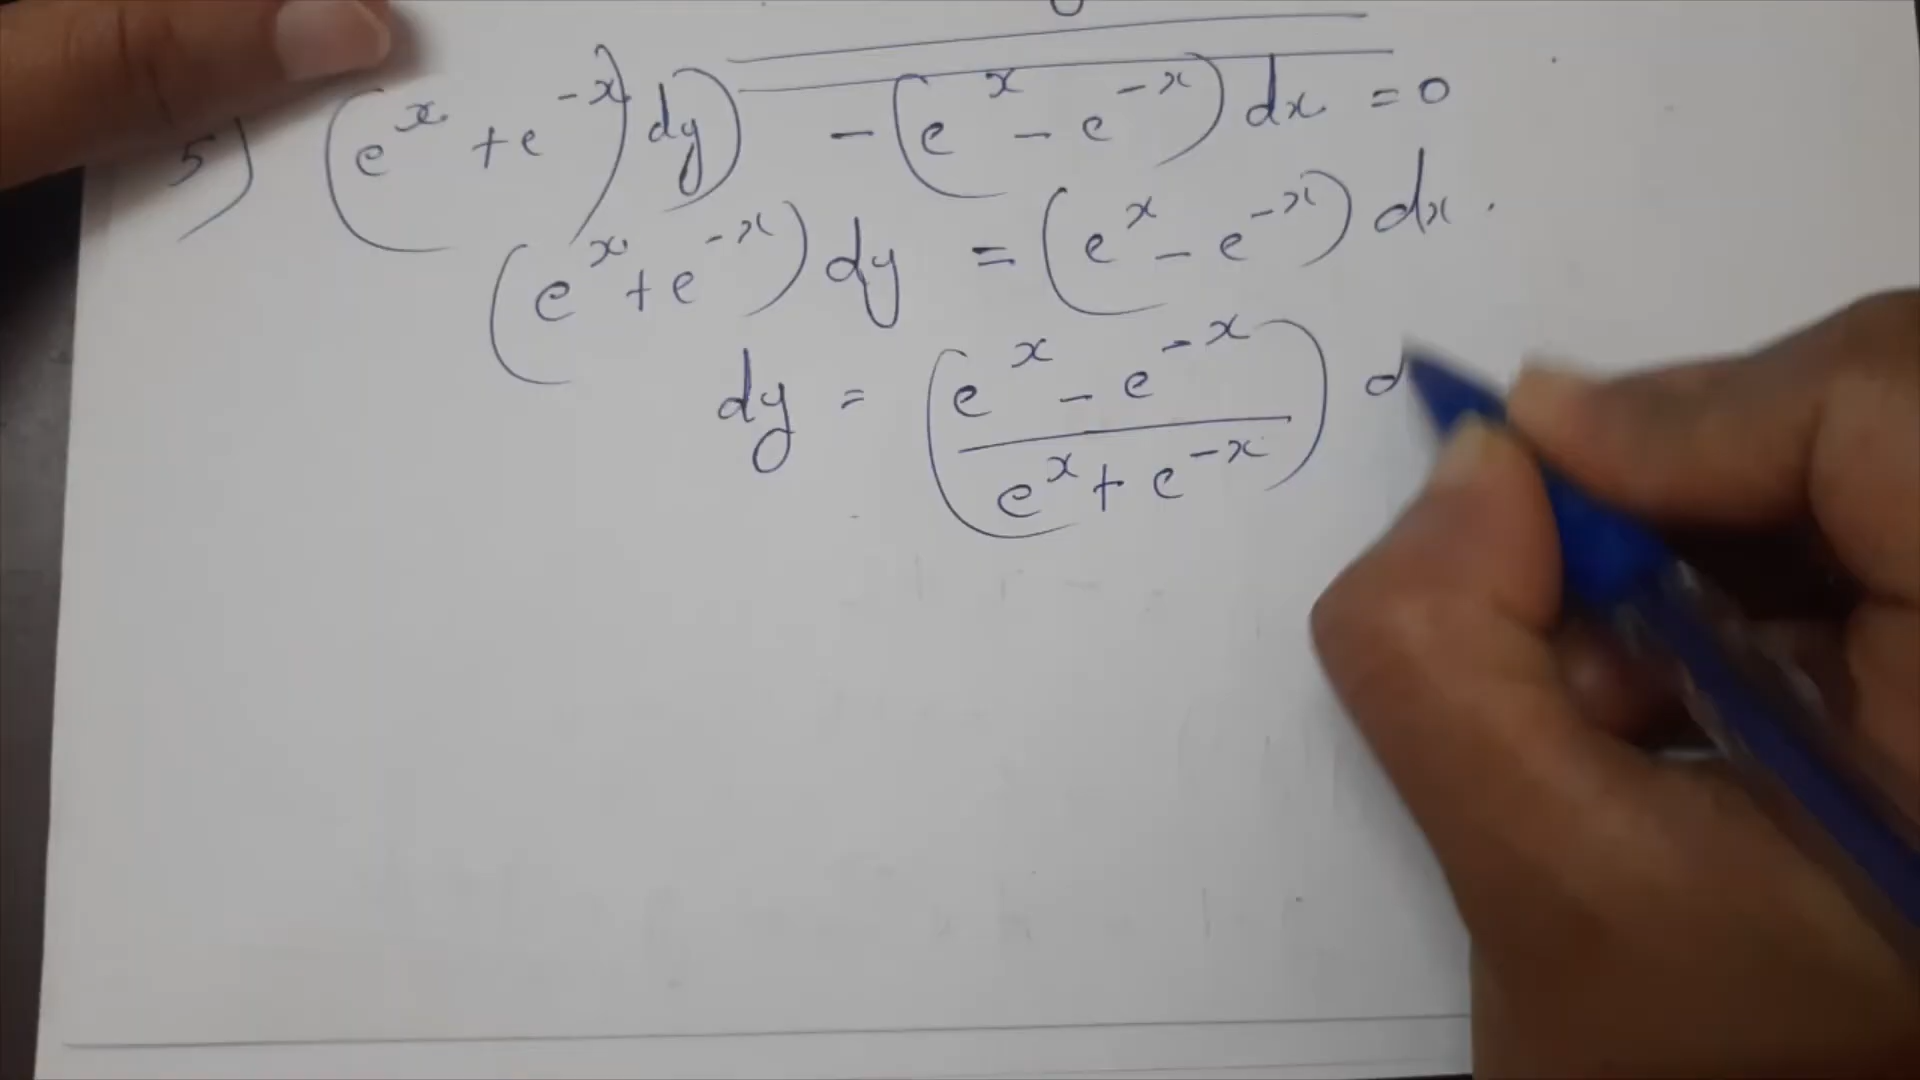 5) (e^x + e^-x) dy) - (e^x - e^-x) dx = 0
(e^x + e^-x) dy = (e^x - e^-x) dx.
dy = ((e^x - e^-x) / (e^x + e^-x)) d